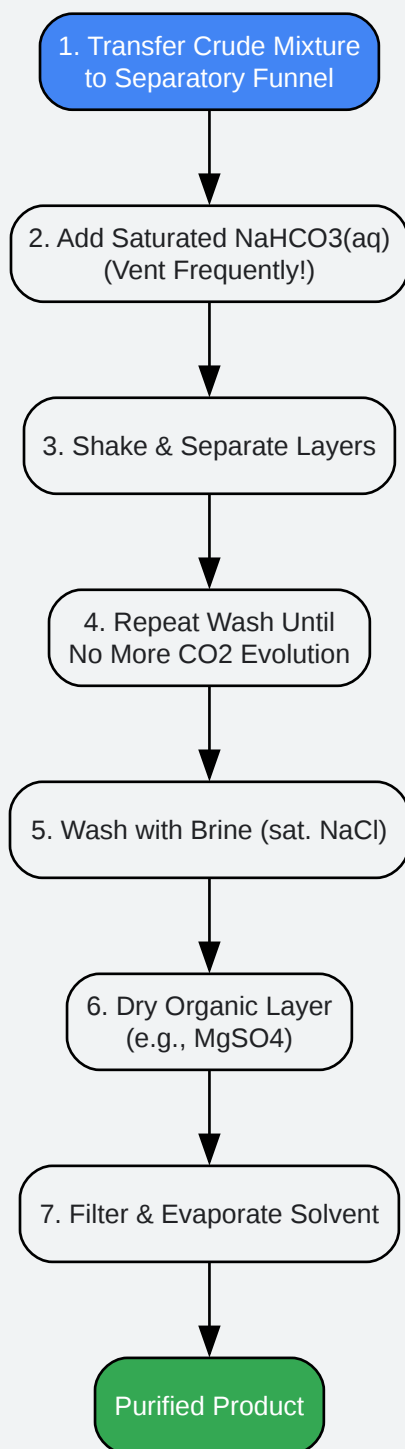 1. Transfer Crude Mixture
to Separatory Funnel
2. Add Saturated NaHCO3(aq)
(Vent Frequently!)
3. Shake & Separate Layers
4. Repeat Wash Until
No More CO2 Evolution
5. Wash with Brine (sat. NaCl)
6. Dry Organic Layer
(e.g., MgSO4)
7. Filter & Evaporate Solvent
Purified Product